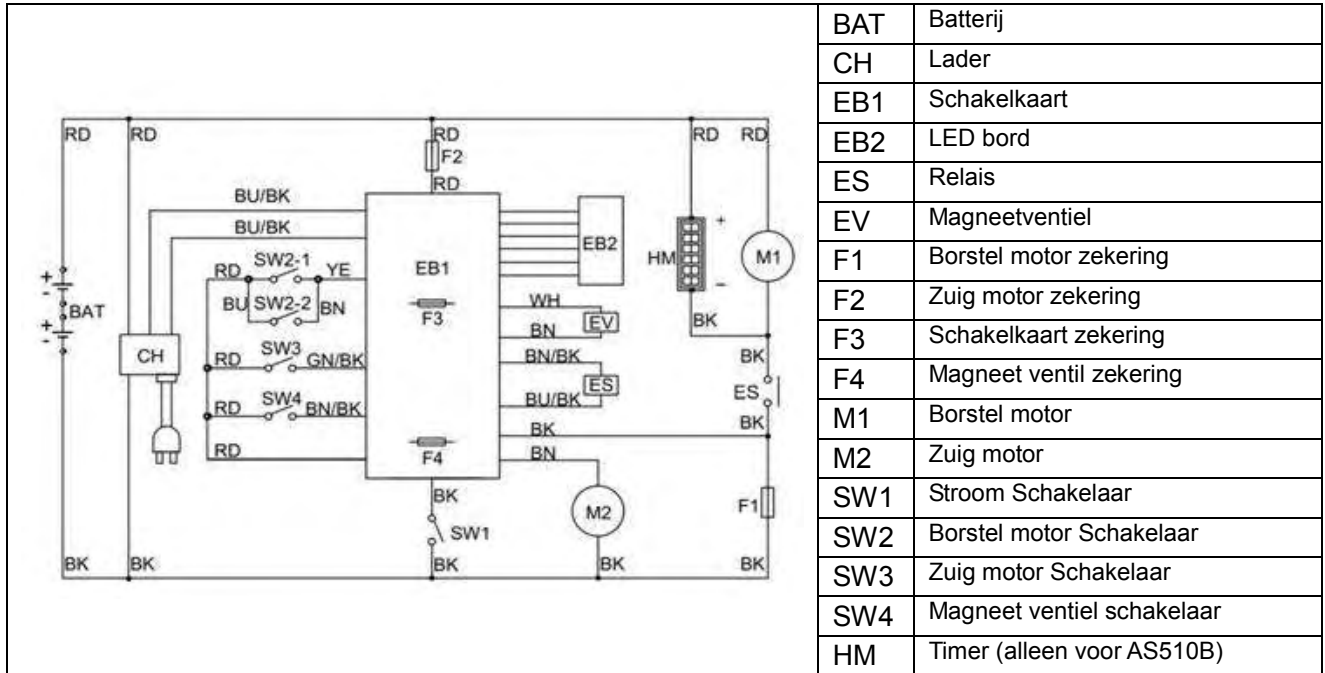 RD RD RD RD RD
F2
RD
BU/BK
BU/BK
SW2-1
RD YE
BU SW2-2 BN
EB1
EB2
HM + -
M1
+ - BAT + -
F3
WH
EV
BN
BK
CH
SW3
RD GN/BK
BN/BK
ES
BU/BK
BK
ES
BK
SW4
RD BN/BK
BK
RD
F4
BN
M2
F1
BK
SW1
BK BK BK BK BK
BAT Batterij
CH Lader
EB1 Schakelkaart
EB2 LED bord
ES Relais
EV Magneetventiel
F1 Borstel motor zekering
F2 Zuig motor zekering
F3 Schakelkaart zekering
F4 Magneet ventil zekering
M1 Borstel motor
M2 Zuig motor
SW1 Stroom Schakelaar
SW2 Borstel motor Schakelaar
SW3 Zuig motor Schakelaar
SW4 Magneet ventiel schakelaar
HM Timer (alleen voor AS510B)